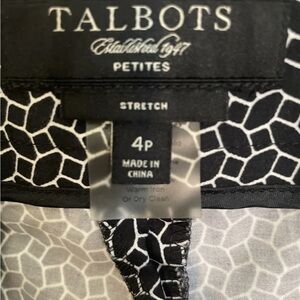 TALBOTS
Established 1947
PETITES
STRETCH
4P
MADE IN
CHINA
Warm Iron
Or Dry Clean